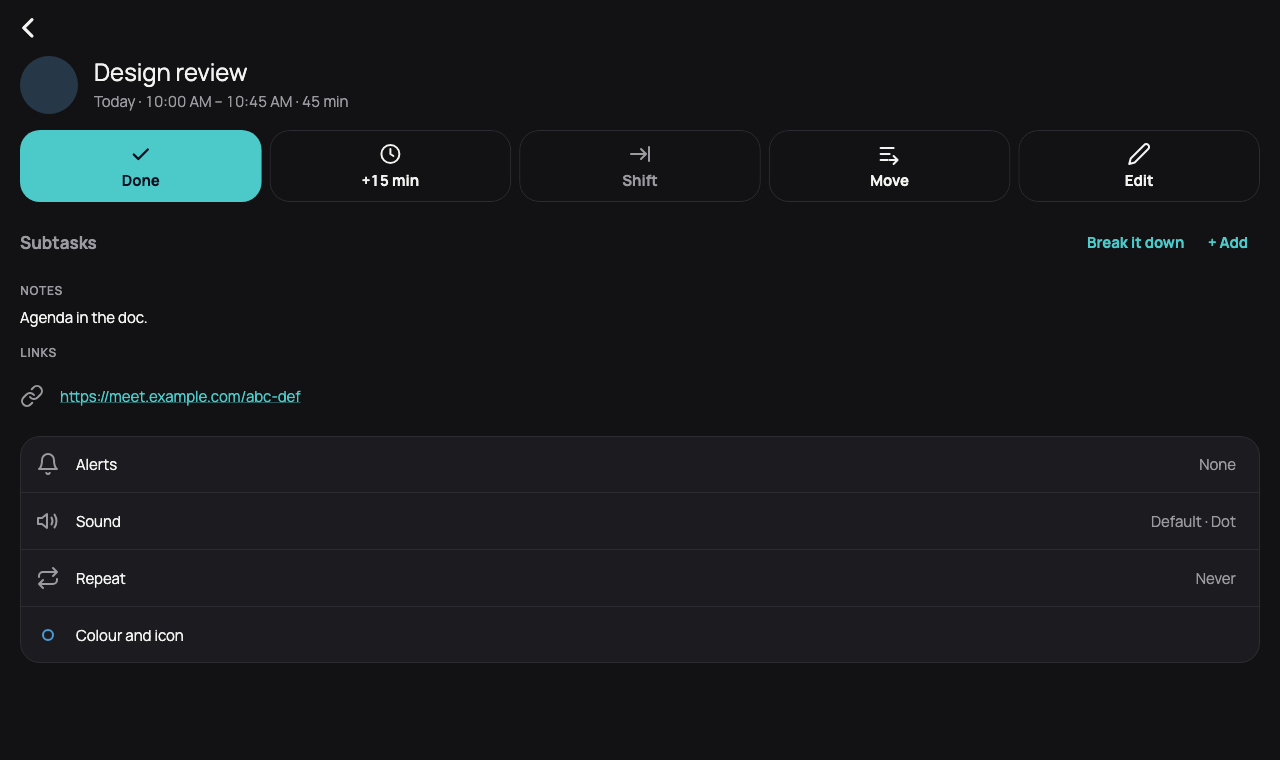 Design review
Today · 10:00 AM – 10:45 AM · 45 min
Done
+15 min
Shift
Move
Edit
Subtasks
Break it down
+ Add
NOTES
Agenda in the doc.
LINKS
https://meet.example.com/abc-def
Alerts
None
Sound
Default · Dot
Repeat
Never
Colour and icon